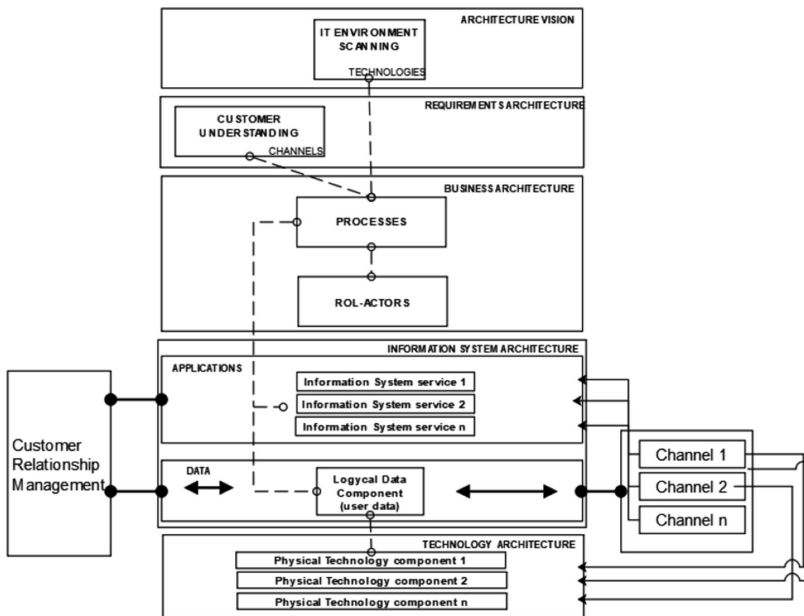 ARCHITECTURE VISION
IT ENVIRONMENT
SCANNING
TECHNOLOGIES
REQUIREMENTS ARCHITECTURE
CUSTOMER
UNDERSTANDING
CHANNELS
BUSINESS ARCHITECTURE
PROCESSES
ROL-ACTORS
INFORMATION SYSTEM ARCHITECTURE
APPLICATIONS
Information System service 1
Information System service 2
Information System service n
Customer
Relationship
Management
DATA
Logycal Data
Component
(user_data)
Channel 1
Channel 2
Channel n
TECHNOLOGY ARCHITECTURE
Physical Technology component 1
Physical Technology component 2
Physical Technology component n